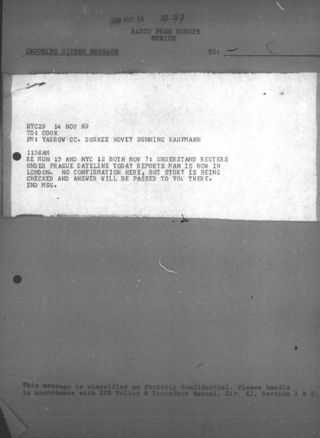 RADIO FREE EUROPE
MUNICH
INCOMING CIPHER MESSAGE
TO:
NYC29 14 NOV 69
TO: COOK
FM: YARROW CC. DURKEE HOVEY DUNNING KAUFMANN
1158AM
RE MUN 15 AND NYC 12 BOTH NOV 7: UNDERSTAND REUTERS
UNDER PRAGUE DATELINE TODAY REPORTS MAN IS NOW IN
LONDON. NO CONFIRMATION HERE, BUT STORY IS BEING
CHECKED AND ANSWER WILL BE PASSED TO YOU THERE.
END MSG.
This message is classified as Strictly Confidential. Please handle
in accordance with RFE Policy & Procedure Manual, Div. XI, Section 1 & 2.